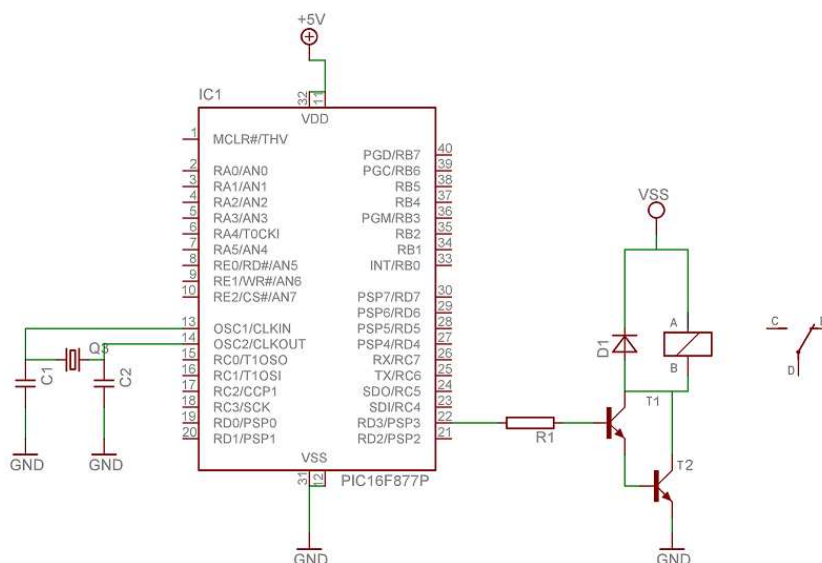 +5V
IC1
32
11
VDD
1
MCLR#/THV
2
RA0/AN0
3
RA1/AN1
4
RA2/AN2
5
RA3/AN3
6
RA4/T0CKI
7
RA5/AN4
8
RE0/RD#/AN5
9
RE1/WR#/AN6
10
RE2/CS#/AN7
13
OSC1/CLKIN
14
OSC2/CLKOUT
15
RC0/T1OSO
16
RC1/T1OSI
17
RC2/CCP1
18
RC3/SCK
19
RD0/PSP0
20
RD1/PSP1
PGD/RB7
40
PGC/RB6
39
RB5
38
RB4
37
PGM/RB3
36
RB2
35
RB1
34
INT/RB0
33
PSP7/RD7
30
PSP6/RD6
29
PSP5/RD5
28
PSP4/RD4
27
RX/RC7
26
TX/RC6
25
SDO/RC5
24
SDI/RC4
23
RD3/PSP3
22
RD2/PSP2
21
VSS
31
12
PIC16F877P
GND
Q3
C1
C2
GND
GND
R1
VSS
D1
A
B
T1
T2
GND
C
D